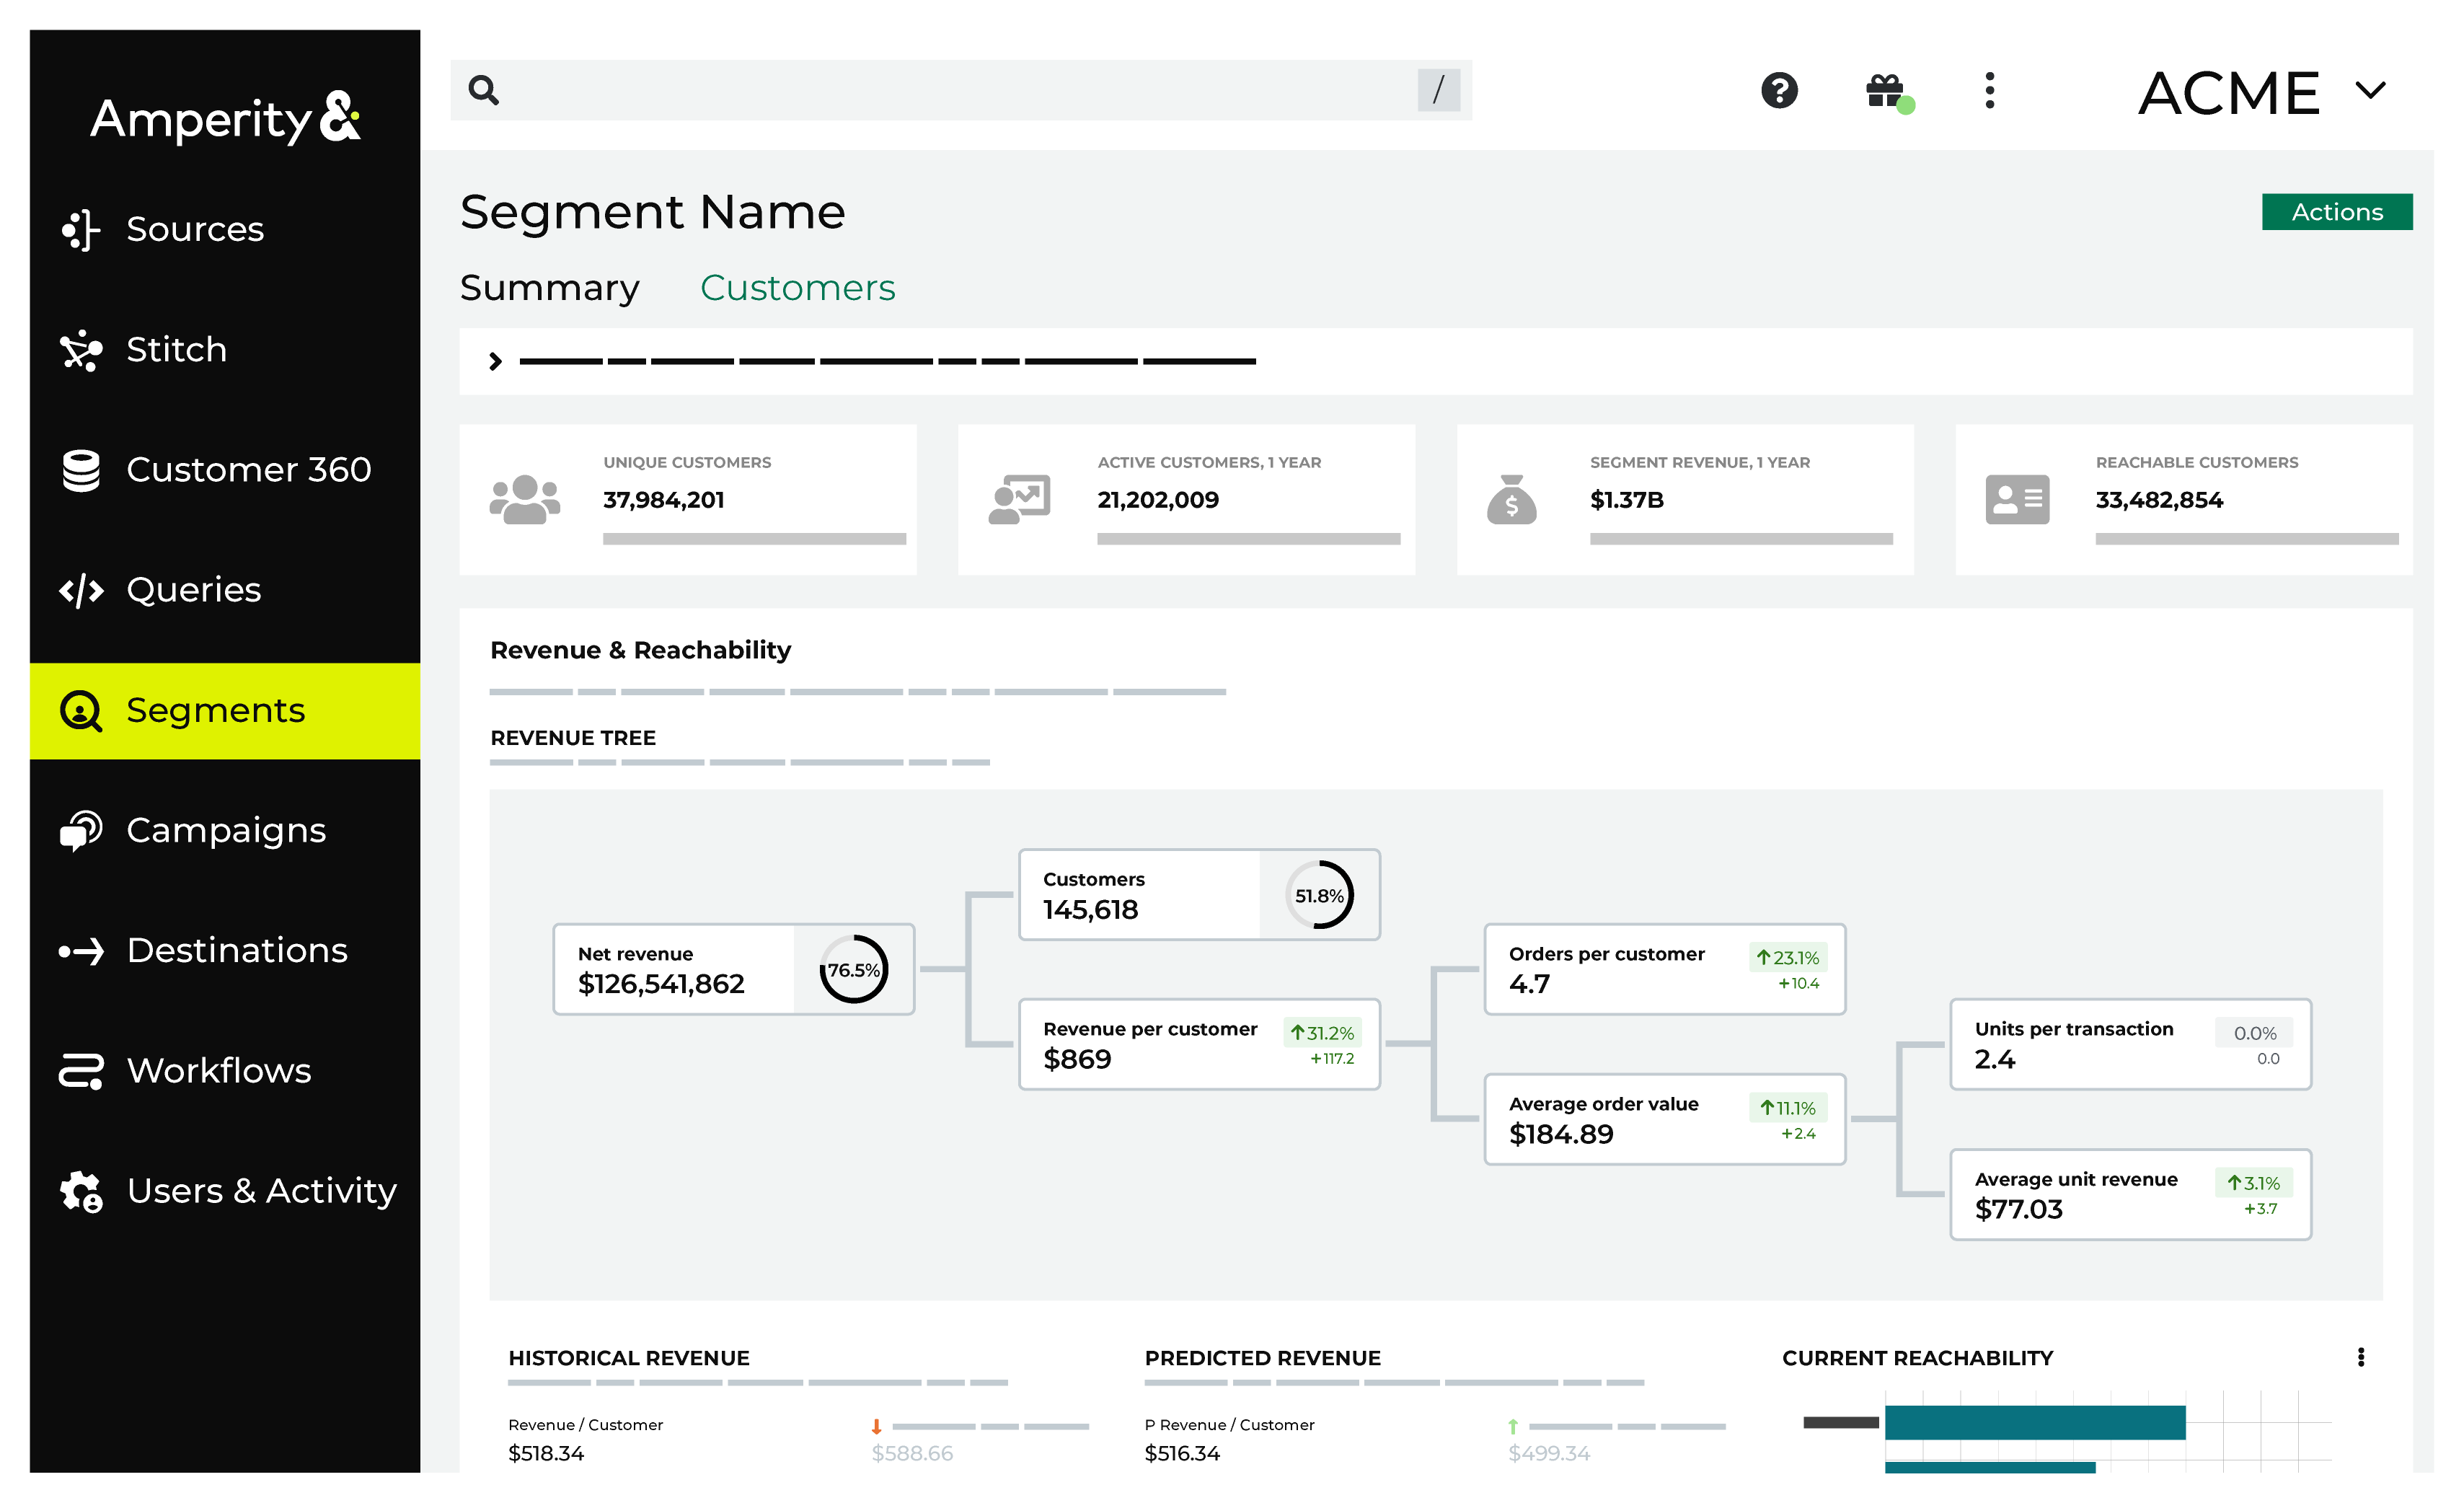 Amperity&
/
ACME
Sources
Stitch
Customer 360
Queries
Segments
Campaigns
Destinations
Workflows
Users & Activity
Segment Name
Actions
Summary Customers
UNIQUE CUSTOMERS
37,984,201
ACTIVE CUSTOMERS, 1 YEAR
21,202,009
SEGMENT REVENUE, 1 YEAR
$1.37B
REACHABLE CUSTOMERS
33,482,854
Revenue & Reachability
REVENUE TREE
Net revenue
$126,541,862
76.5%
Customers
145,618
51.8%
Revenue per customer
$869
↑31.2%
+117.2
Orders per customer
4.7
↑23.1%
+10.4
Average order value
$184.89
↑11.1%
+2.4
Units per transaction
2.4
0.0%
0.0
Average unit revenue
$77.03
↑3.1%
+3.7
HISTORICAL REVENUE
Revenue / Customer
$518.34
$588.66
PREDICTED REVENUE
P Revenue / Customer
$516.34
$499.34
CURRENT REACHABILITY